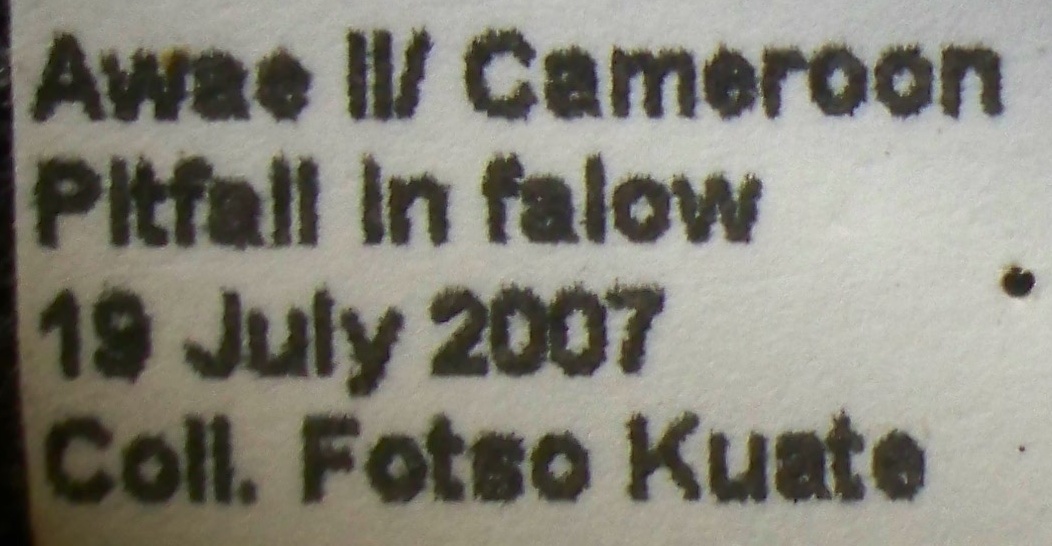 Awae II/ Cameroon
Pitfall in falow
19 July 2007
Coll. Fotso Kuate